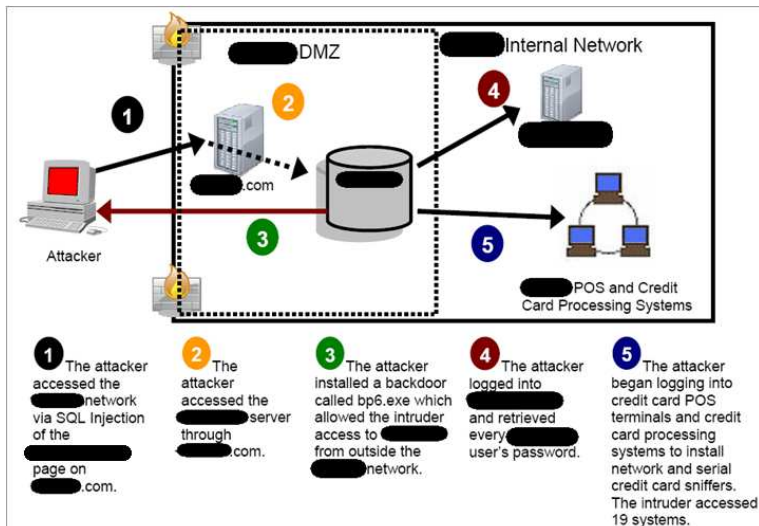 DMZ
Internal Network
1
2
4
.com
Attacker
3
5
POS and Credit
Card Processing Systems
1 The attacker
accessed the
network
via SQL Injection
of the
page on
.com.
2 The
attacker
accessed the
server
through
.com.
3 The attacker
installed a backdoor
called bp6.exe which
allowed the intruder
access to
from outside the
network.
4 The attacker
logged into
and retrieved
every
user's password.
5 The attacker
began logging into
credit card POS
terminals and credit
card processing
systems to install
network and serial
credit card sniffers.
The intruder accessed
19 systems.